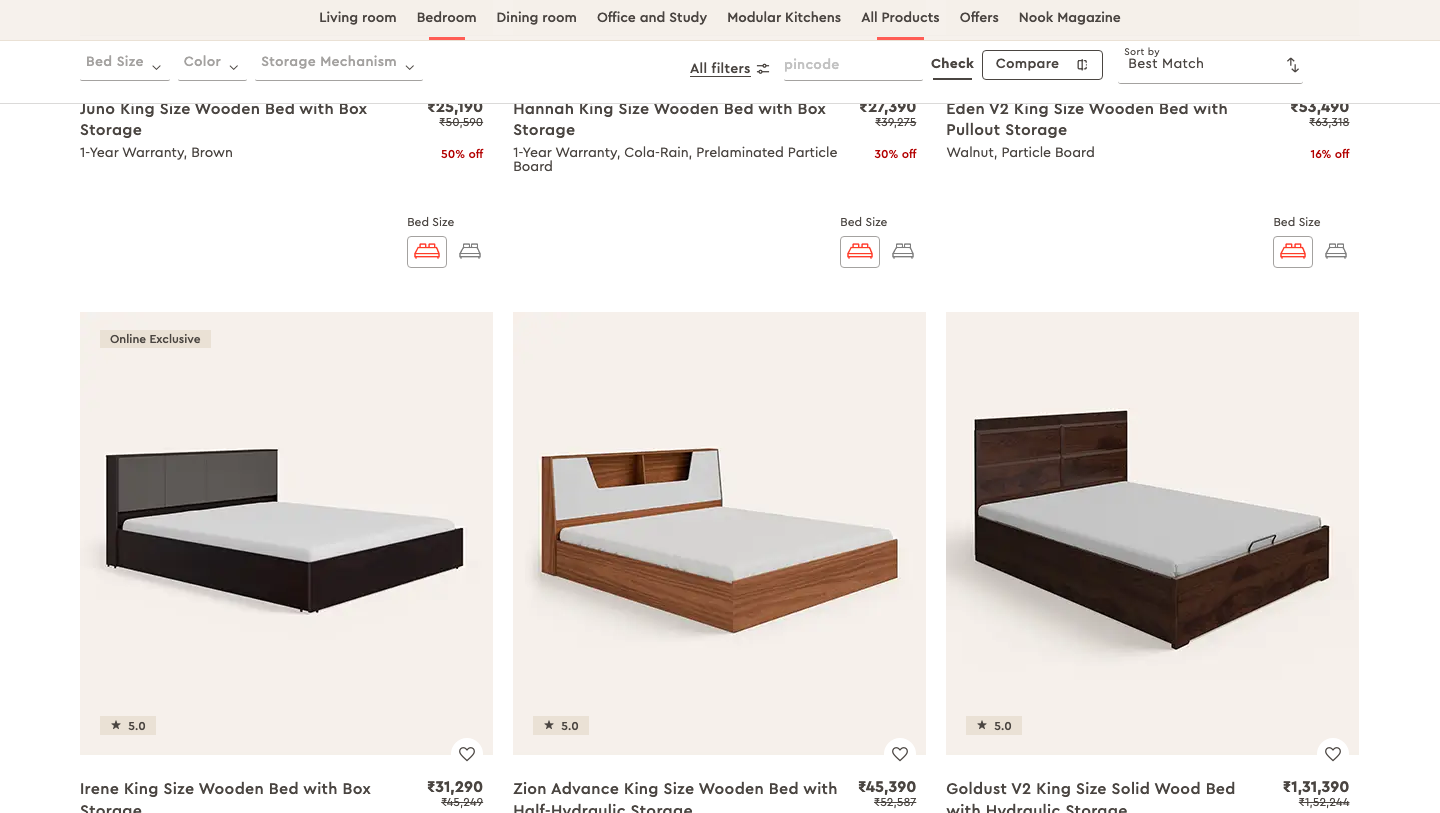 Living room Bedroom Dining room Office and Study Modular Kitchens All Products Offers Nook Magazine
Bed Size Color Storage Mechanism All filters pincode Check Compare Sort by Best Match
Juno King Size Wooden Bed with Box ₹25,190
Storage ₹50,590
1-Year Warranty, Brown 50% off
Hannah King Size Wooden Bed with Box ₹27,390
Storage ₹39,275
1-Year Warranty, Cola-Rain, Prelaminated Particle 30% off
Board
Eden V2 King Size Wooden Bed with ₹53,490
Pullout Storage ₹63,318
Walnut, Particle Board 16% off
Bed Size
Bed Size
Bed Size
Online Exclusive
5.0
5.0
5.0
Irene King Size Wooden Bed with Box ₹31,290
Storage ₹45,249
Zion Advance King Size Wooden Bed with ₹45,390
Half-Hydraulic Storage ₹52,587
Goldust V2 King Size Solid Wood Bed ₹1,31,390
with Hydraulic Storage ₹1,52,244